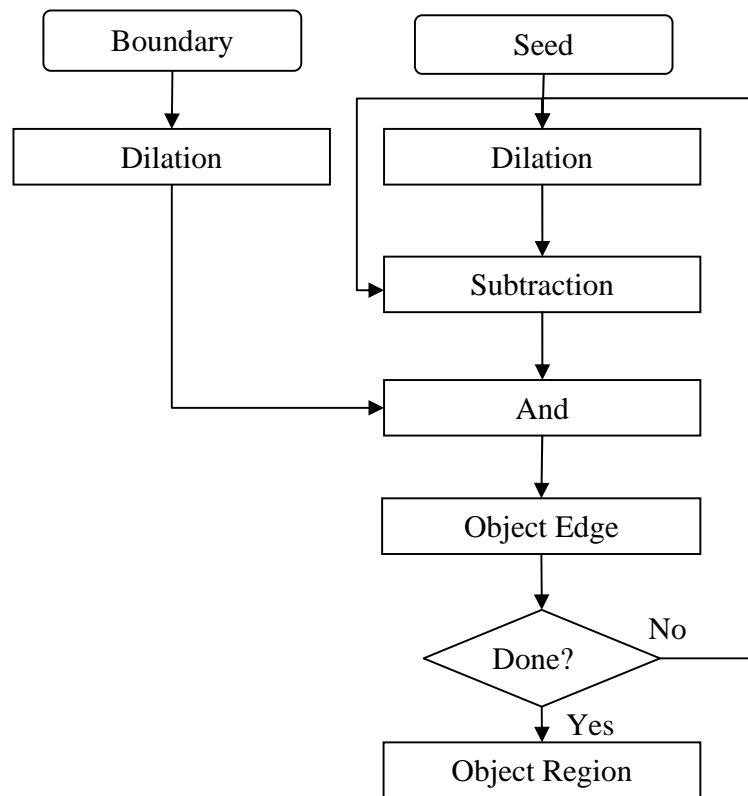 Boundary
Seed
Dilation
Dilation
Subtraction
And
Object Edge
Done?
No
Yes
Object Region